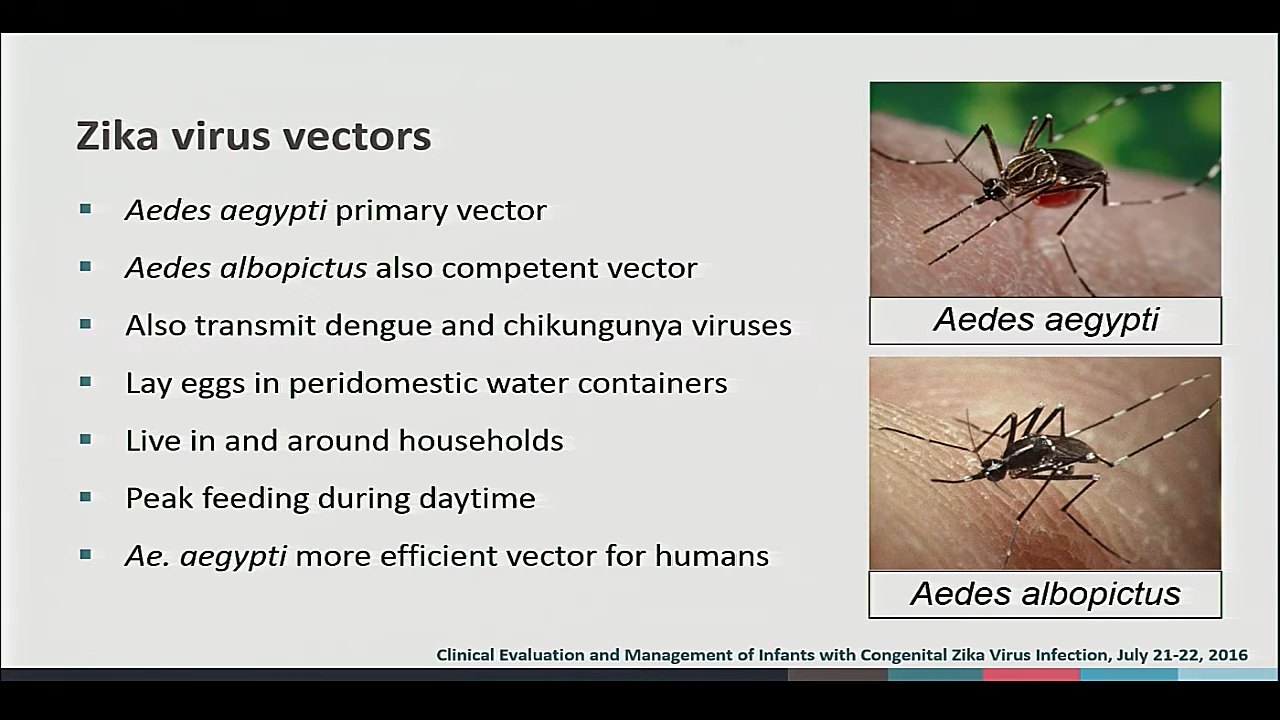 Zika virus vectors
Aedes aegypti primary vector
Aedes albopictus also competent vector
Also transmit dengue and chikungunya viruses
Lay eggs in peridomestic water containers
Live in and around households
Peak feeding during daytime
Ae. aegypti more efficient vector for humans
Aedes aegypti
Aedes albopictus
Clinical Evaluation and Management of Infants with Congenital Zika Virus Infection, July 21-22, 2016